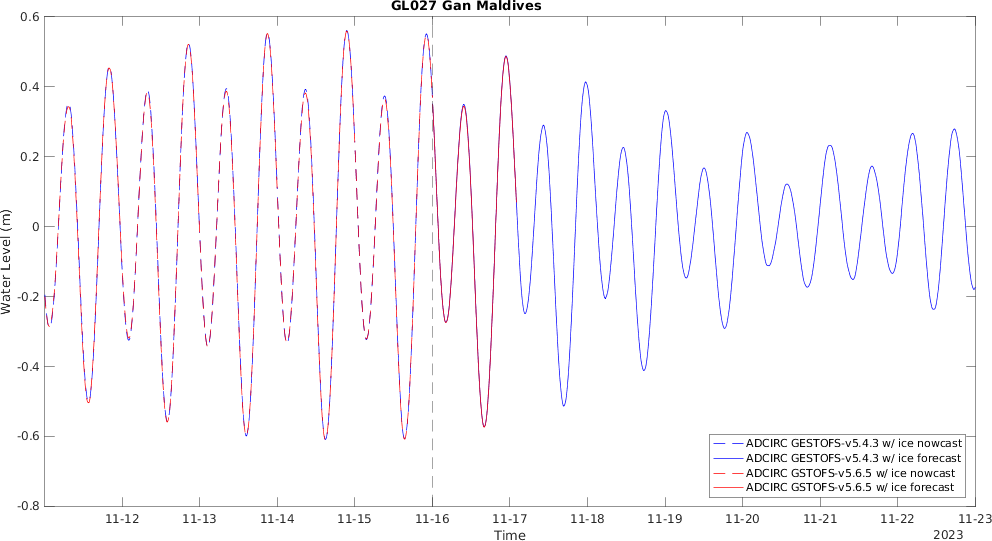 GL027 Gan Maldives
0.6
0.4
0.2
0
-0.2
-0.4
-0.6
-0.8
Water Level (m)
ADCIRC GESTOFS-v5.4.3 w/ ice nowcast
ADCIRC GESTOFS-v5.4.3 w/ ice forecast
ADCIRC GSTOFS-v5.6.5 w/ ice nowcast
ADCIRC GSTOFS-v5.6.5 w/ ice forecast
11-12 11-13 11-14 11-15 11-16 11-17 11-18 11-19 11-20 11-21 11-22 11-23
Time 2023